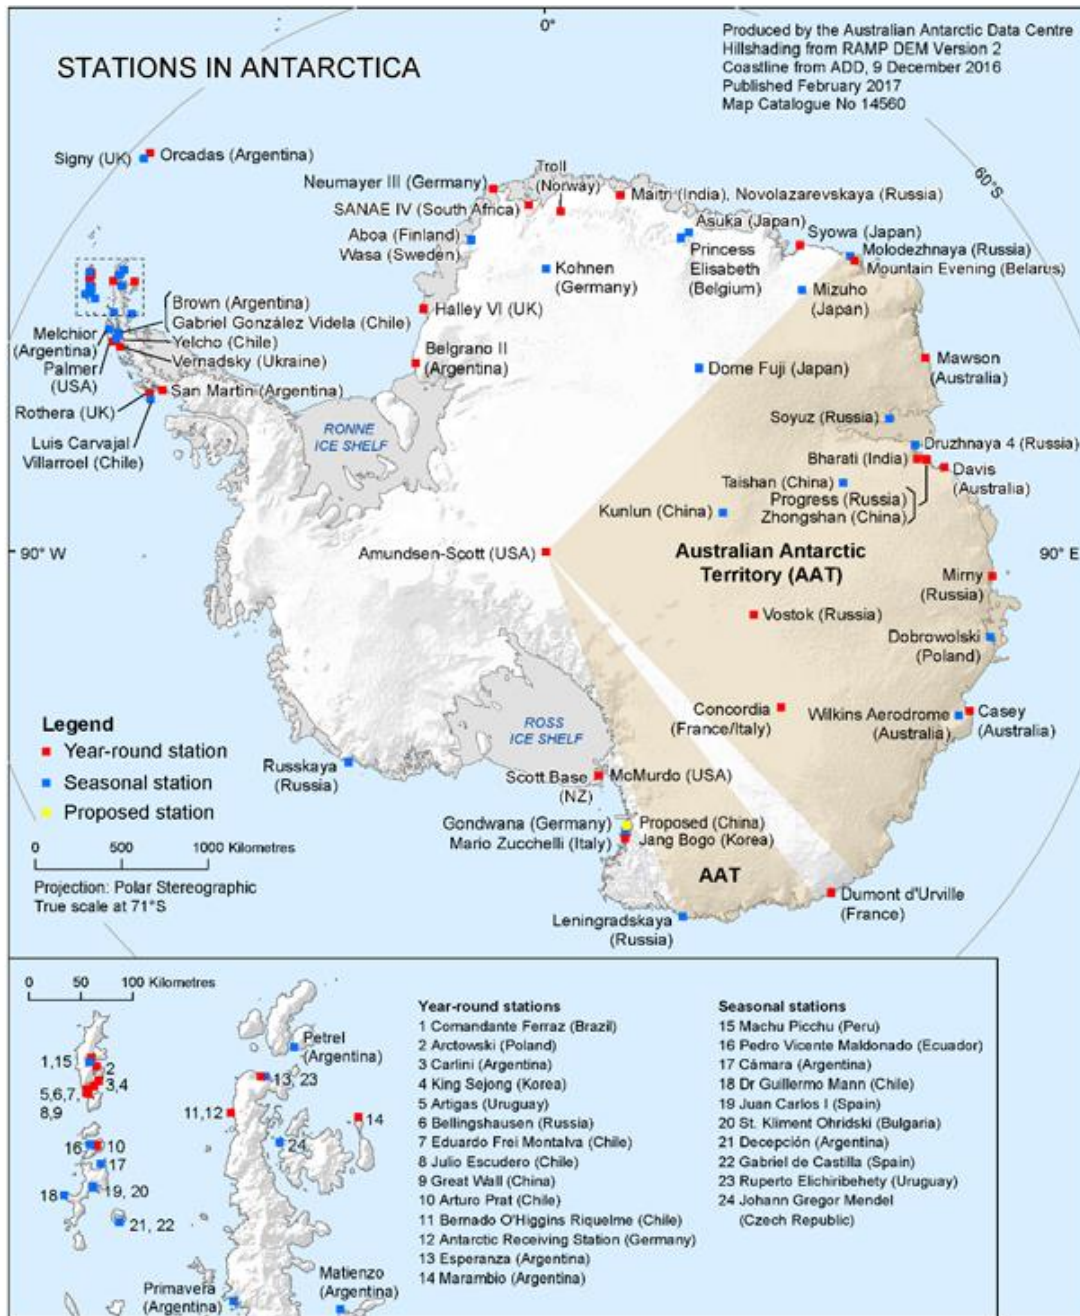 STATIONS IN ANTARCTICA
0°
Produced by the Australian Antarctic Data Centre
Hillshading from RAMP DEM Version 2
Coastline from ADD, 9 December 2016
Published February 2017
Map Catalogue No 14560
60°S
Signy (UK)
Orcadas (Argentina)
Neumayer III (Germany)
Troll
(Norway)
Maitri (India), Novolazarevskaya (Russia)
SANAE IV (South Africa)
Aboa (Finland)
Wasa (Sweden)
Asuka (Japan)
Syowa (Japan)
Kohnen
(Germany)
Princess
Elisabeth
(Belgium)
Molodezhnaya (Russia)
Mountain Evening (Belarus)
Mizuho
(Japan)
Brown (Argentina)
Gabriel González Videla (Chile)
Halley VI (UK)
Melchior
(Argentina)
Yelcho (Chile)
Palmer
(USA)
Vernadsky (Ukraine)
Belgrano II
(Argentina)
Dome Fuji (Japan)
Mawson
(Australia)
San Martin (Argentina)
Rothera (UK)
Luis Carvajal
Villarroel (Chile)
RONNE
ICE SHELF
Soyuz (Russia)
Druzhnaya 4 (Russia)
Bharati (India)
Davis
(Australia)
Taishan (China)
Progress (Russia)
Zhongshan (China)
Kunlun (China)
90° W
Amundsen-Scott (USA)
Australian Antarctic
Territory (AAT)
90° E
Mirny
(Russia)
Vostok (Russia)
Dobrowolski
(Poland)
Concordia
(France/Italy)
Wilkins Aerodrome
(Australia)
Casey
(Australia)
ROSS
ICE SHELF
Legend
Year-round station
Seasonal station
Proposed station
0 500 1000 Kilometres
Projection: Polar Stereographic
True scale at 71°S
Russkaya
(Russia)
Scott Base
(NZ)
McMurdo (USA)
Gondwana (Germany)
Proposed (China)
Mario Zucchelli (Italy)
Jang Bogo (Korea)
AAT
Dumont d'Urville
(France)
Leningradskaya
(Russia)
0 50 100 Kilometres
1,15
2
3,4
5,6,7,
8,9
16
10
17
18
19, 20
21, 22
Petrel
(Argentina)
13, 23
11,12
14
24
Primavera
(Argentina)
Matienzo
(Argentina)
Year-round stations
1 Comandante Ferraz (Brazil)
2 Arctowski (Poland)
3 Carlini (Argentina)
4 King Sejong (Korea)
5 Artigas (Uruguay)
6 Bellingshausen (Russia)
7 Eduardo Frei Montalva (Chile)
8 Julio Escudero (Chile)
9 Great Wall (China)
10 Arturo Prat (Chile)
11 Bernado O'Higgins Riquelme (Chile)
12 Antarctic Receiving Station (Germany)
13 Esperanza (Argentina)
14 Marambio (Argentina)
Seasonal stations
15 Machu Picchu (Peru)
16 Pedro Vicente Maldonado (Ecuador)
17 Cámara (Argentina)
18 Dr Guillermo Mann (Chile)
19 Juan Carlos I (Spain)
20 St. Kliment Ohridski (Bulgaria)
21 Decepción (Argentina)
22 Gabriel de Castilla (Spain)
23 Ruperto Elichiribehety (Uruguay)
24 Johann Gregor Mendel
(Czech Republic)